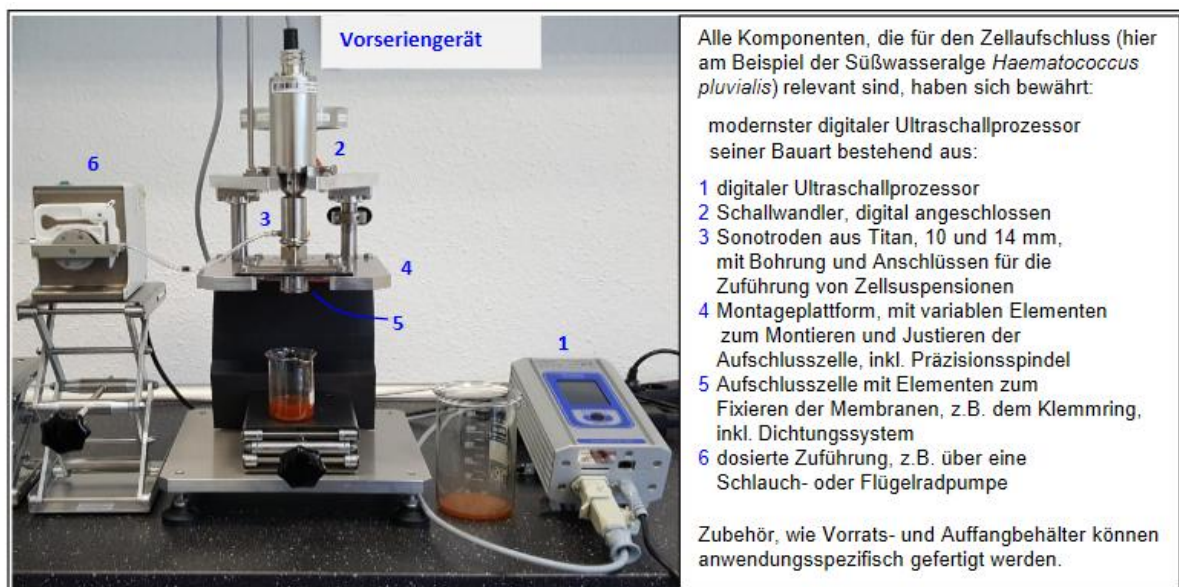 Vorseriengerät
6
2
3
4
5
1
Alle Komponenten, die für den Zellaufschluss (hier
am Beispiel der Süßwasseralge Haematococcus
pluvialis) relevant sind, haben sich bewährt:
modernster digitaler Ultraschallprozessor
seiner Bauart bestehend aus:
1 digitaler Ultraschallprozessor
2 Schallwandler, digital angeschlossen
3 Sonotroden aus Titan, 10 und 14 mm,
mit Bohrung und Anschlüssen für die
Zuführung von Zellsuspensionen
4 Montageplattform, mit variablen Elementen
zum Montieren und Justieren der
Aufschlusszelle, inkl. Präzisionsspindel
5 Aufschlusszelle mit Elementen zum
Fixieren der Membranen, z.B. dem Klemmring,
inkl. Dichtungssystem
6 dosierte Zuführung, z.B. über eine
Schlauch- oder Flügelradpumpe
Zubehör, wie Vorrats- und Auffangbehälter können
anwendungsspezifisch gefertigt werden.